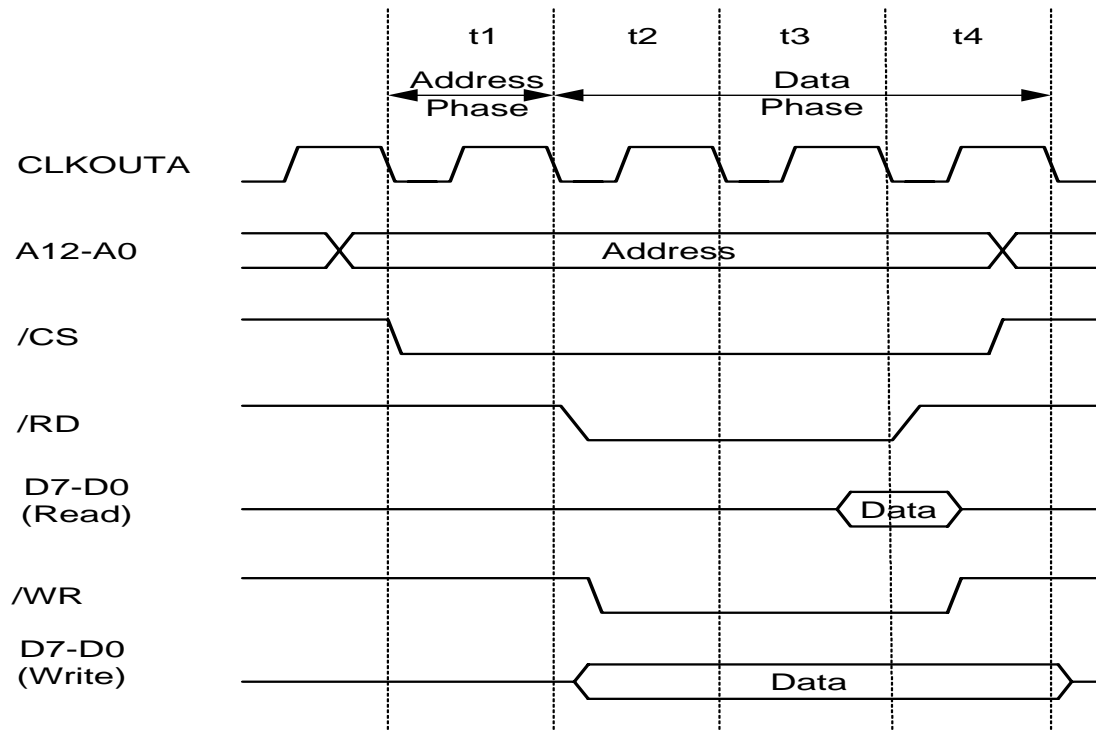 t1 t2 t3 t4
Address Data
Phase Phase
CLKOUTA
A12-A0 Address
/CS
/RD
D7-D0
(Read) Data
/WR
D7-D0
(Write) Data